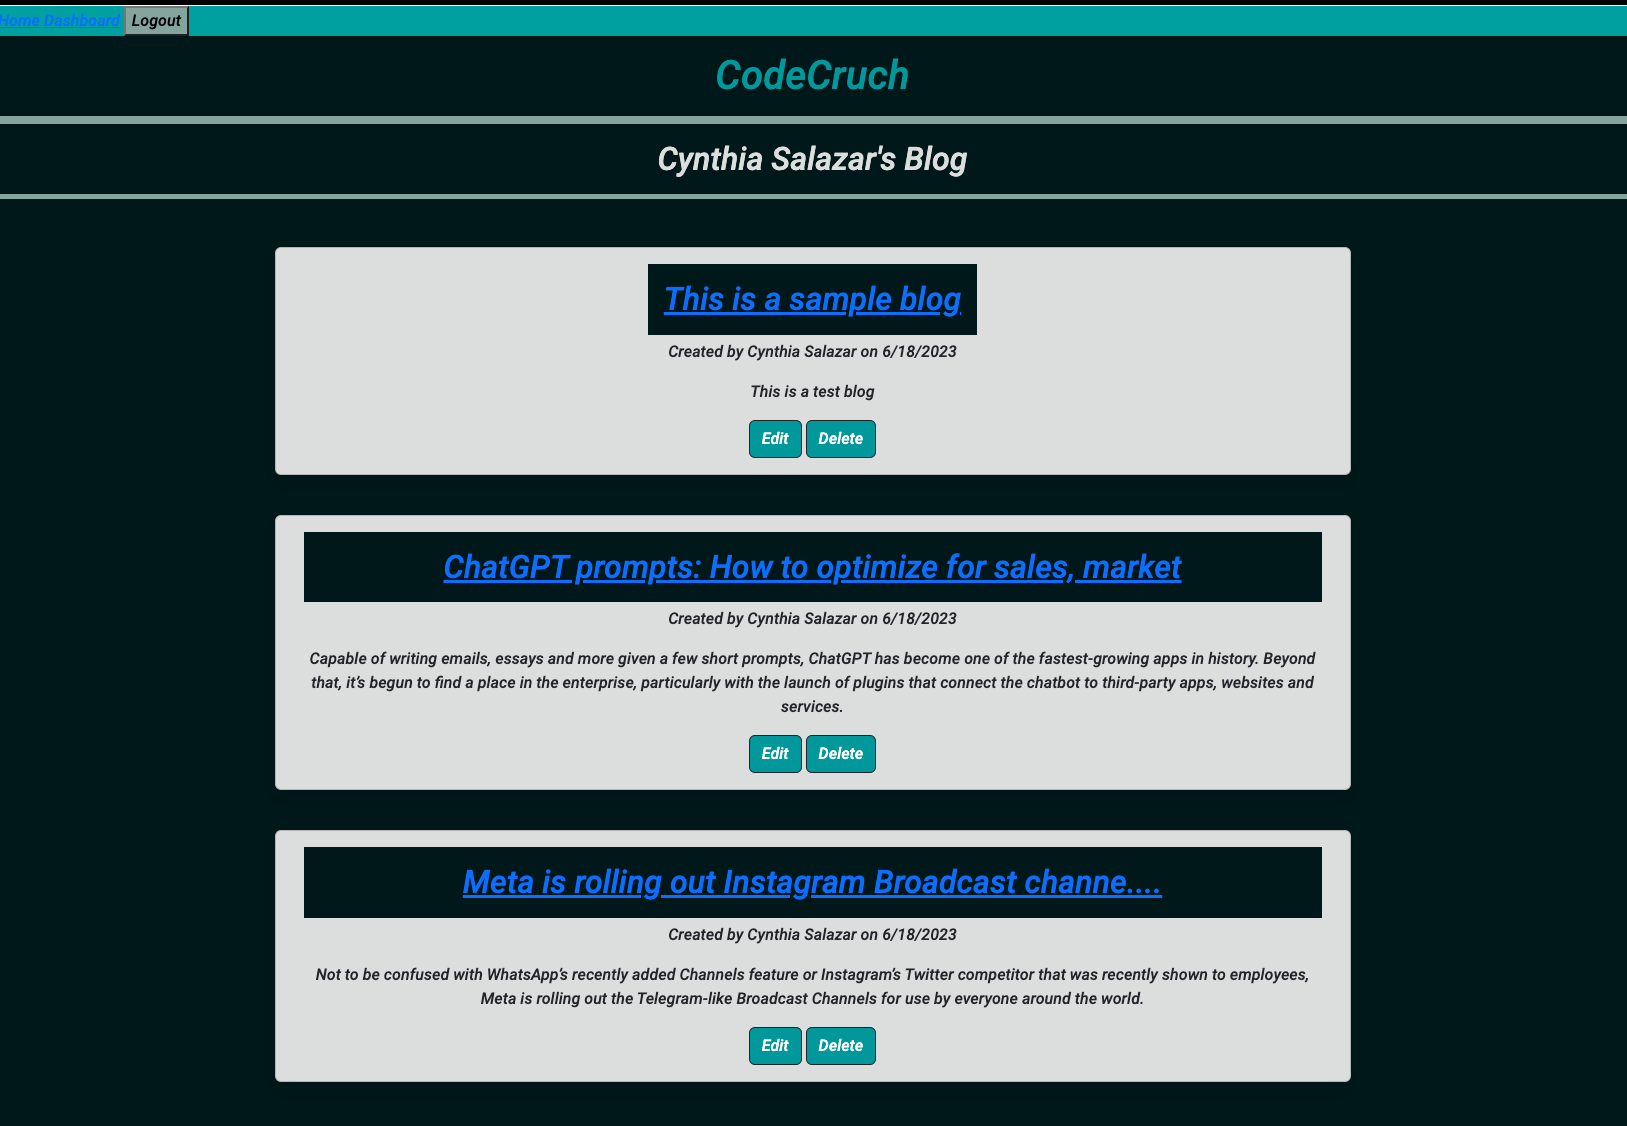 Home Dashboard Logout
CodeCruch
Cynthia Salazar's Blog
This is a sample blog
Created by Cynthia Salazar on 6/18/2023
This is a test blog
Edit Delete
ChatGPT prompts: How to optimize for sales, market
Created by Cynthia Salazar on 6/18/2023
Capable of writing emails, essays and more given a few short prompts, ChatGPT has become one of the fastest-growing apps in history. Beyond
that, it’s begun to find a place in the enterprise, particularly with the launch of plugins that connect the chatbot to third-party apps, websites and
services.
Edit Delete
Meta is rolling out Instagram Broadcast channe....
Created by Cynthia Salazar on 6/18/2023
Not to be confused with WhatsApp’s recently added Channels feature or Instagram’s Twitter competitor that was recently shown to employees,
Meta is rolling out the Telegram-like Broadcast Channels for use by everyone around the world.
Edit Delete